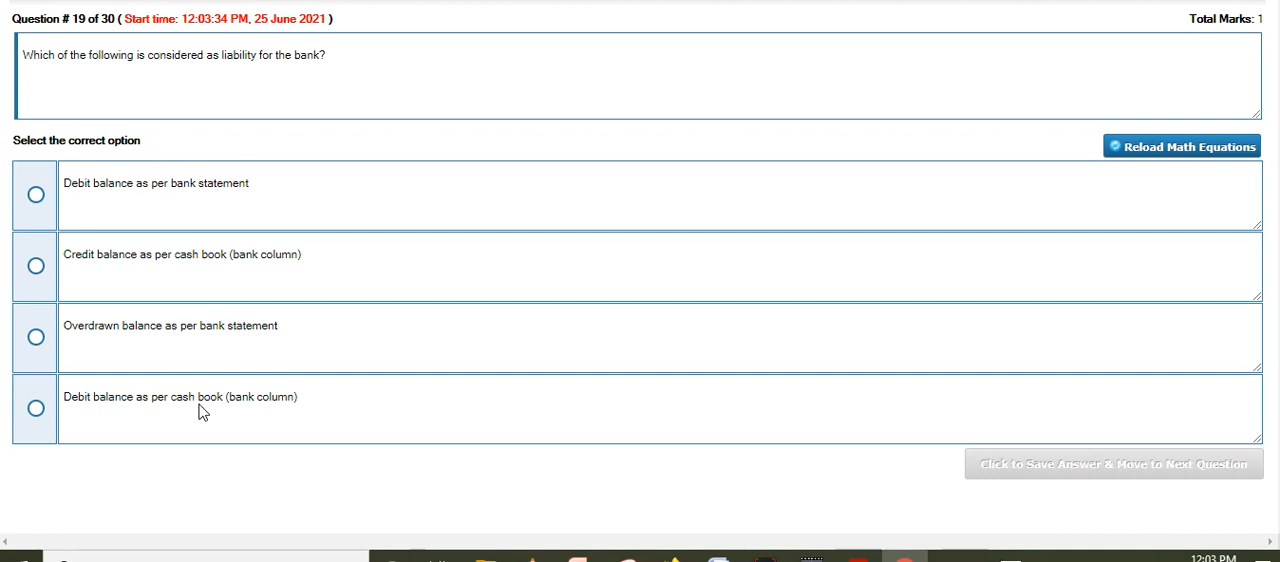 Question # 19 of 30 ( Start time: 12:03:34 PM, 25 June 2021 )
Total Marks: 1
Which of the following is considered as liability for the bank?
Select the correct option
Reload Math Equations
Debit balance as per bank statement
Credit balance as per cash book (bank column)
Overdrawn balance as per bank statement
Debit balance as per cash book (bank column)
Click to Save Answer & Move to Next Question
12:03 PM